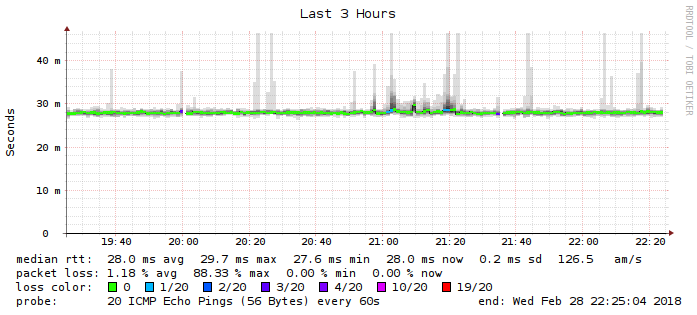 Last 3 Hours
RRDTOOL / TOBI OETIKER
Seconds
40 m
30 m
20 m
10 m
0
19:40 20:00 20:20 20:40 21:00 21:20 21:40 22:00 22:20
median rtt: 28.0 ms avg 29.7 ms max 27.6 ms min 28.0 ms now 0.2 ms sd 126.5 am/s
packet loss: 1.18 % avg 88.33 % max 0.00 % min 0.00 % now
loss color: 0 1/20 2/20 3/20 4/20 10/20 19/20
probe: 20 ICMP Echo Pings (56 Bytes) every 60s end: Wed Feb 28 22:25:04 2018